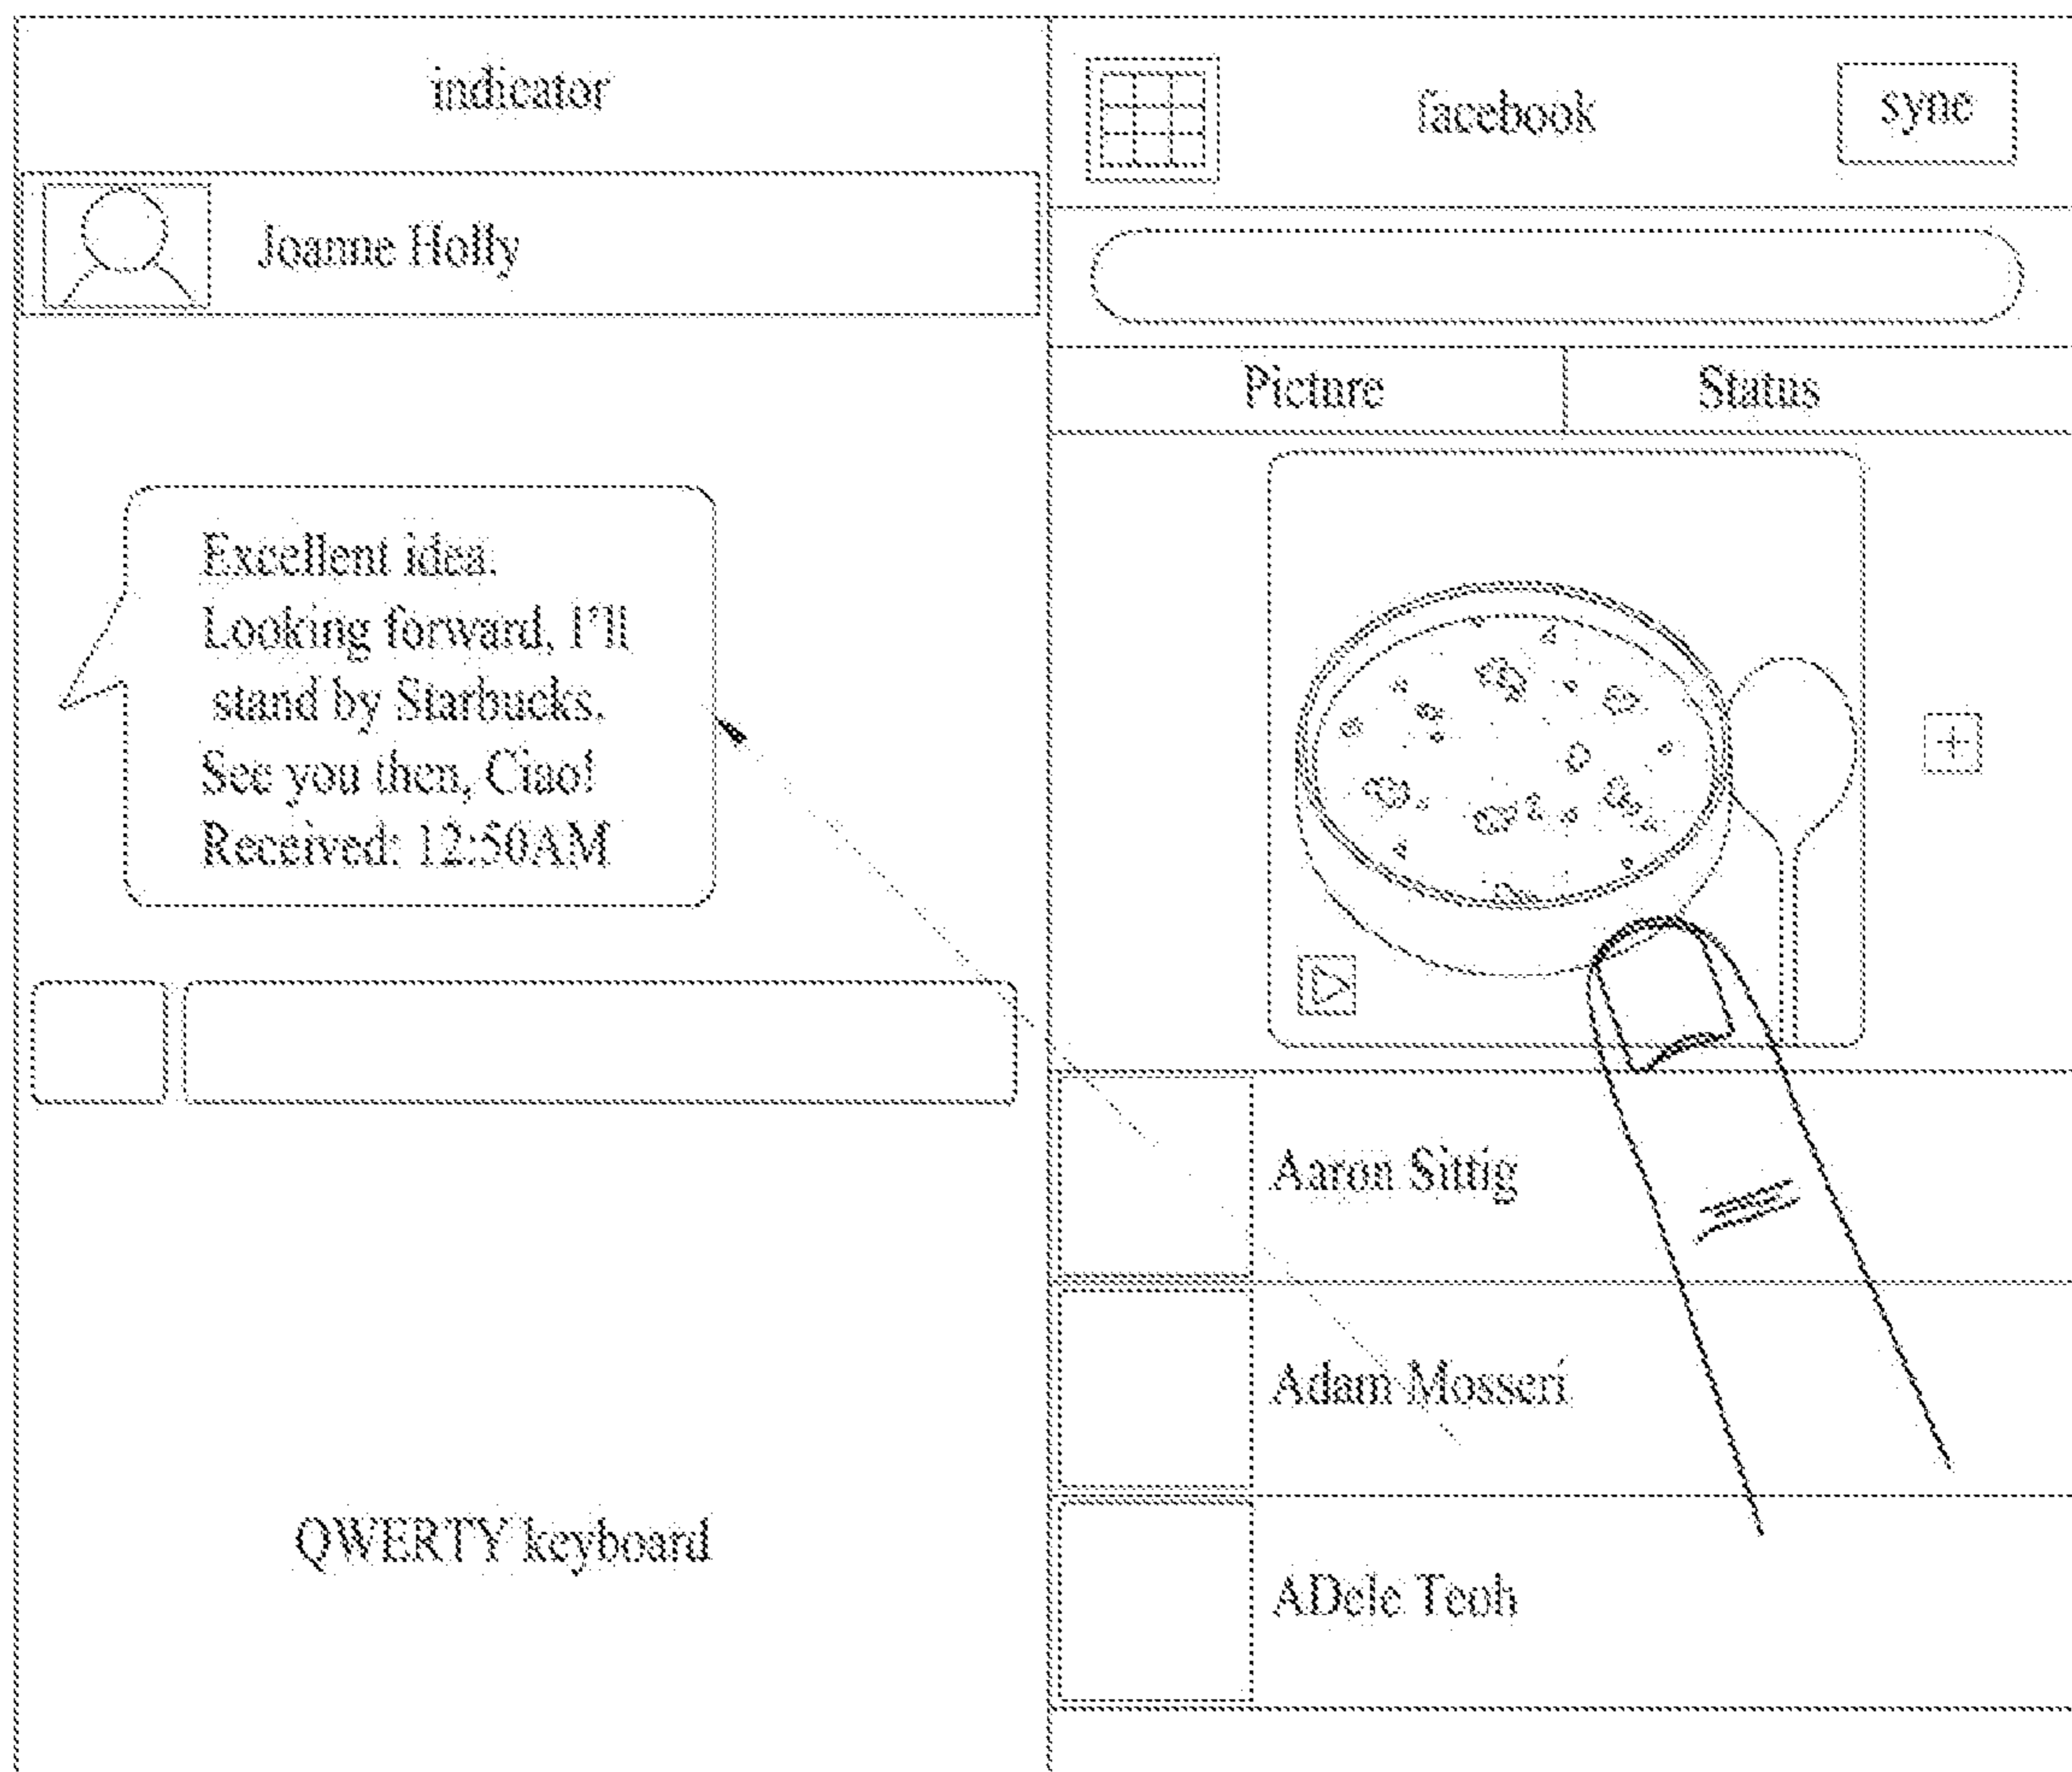 indicator
Joanne Holly
Excellent idea.
Looking forward, I'll
stand by Starbucks.
See you then, Ciao!
Received: 12:50AM
QWERTY keyboard
facebook
sync
Picture
Status
Aaron Sittig
Adam Mosseri
ADele Teoh